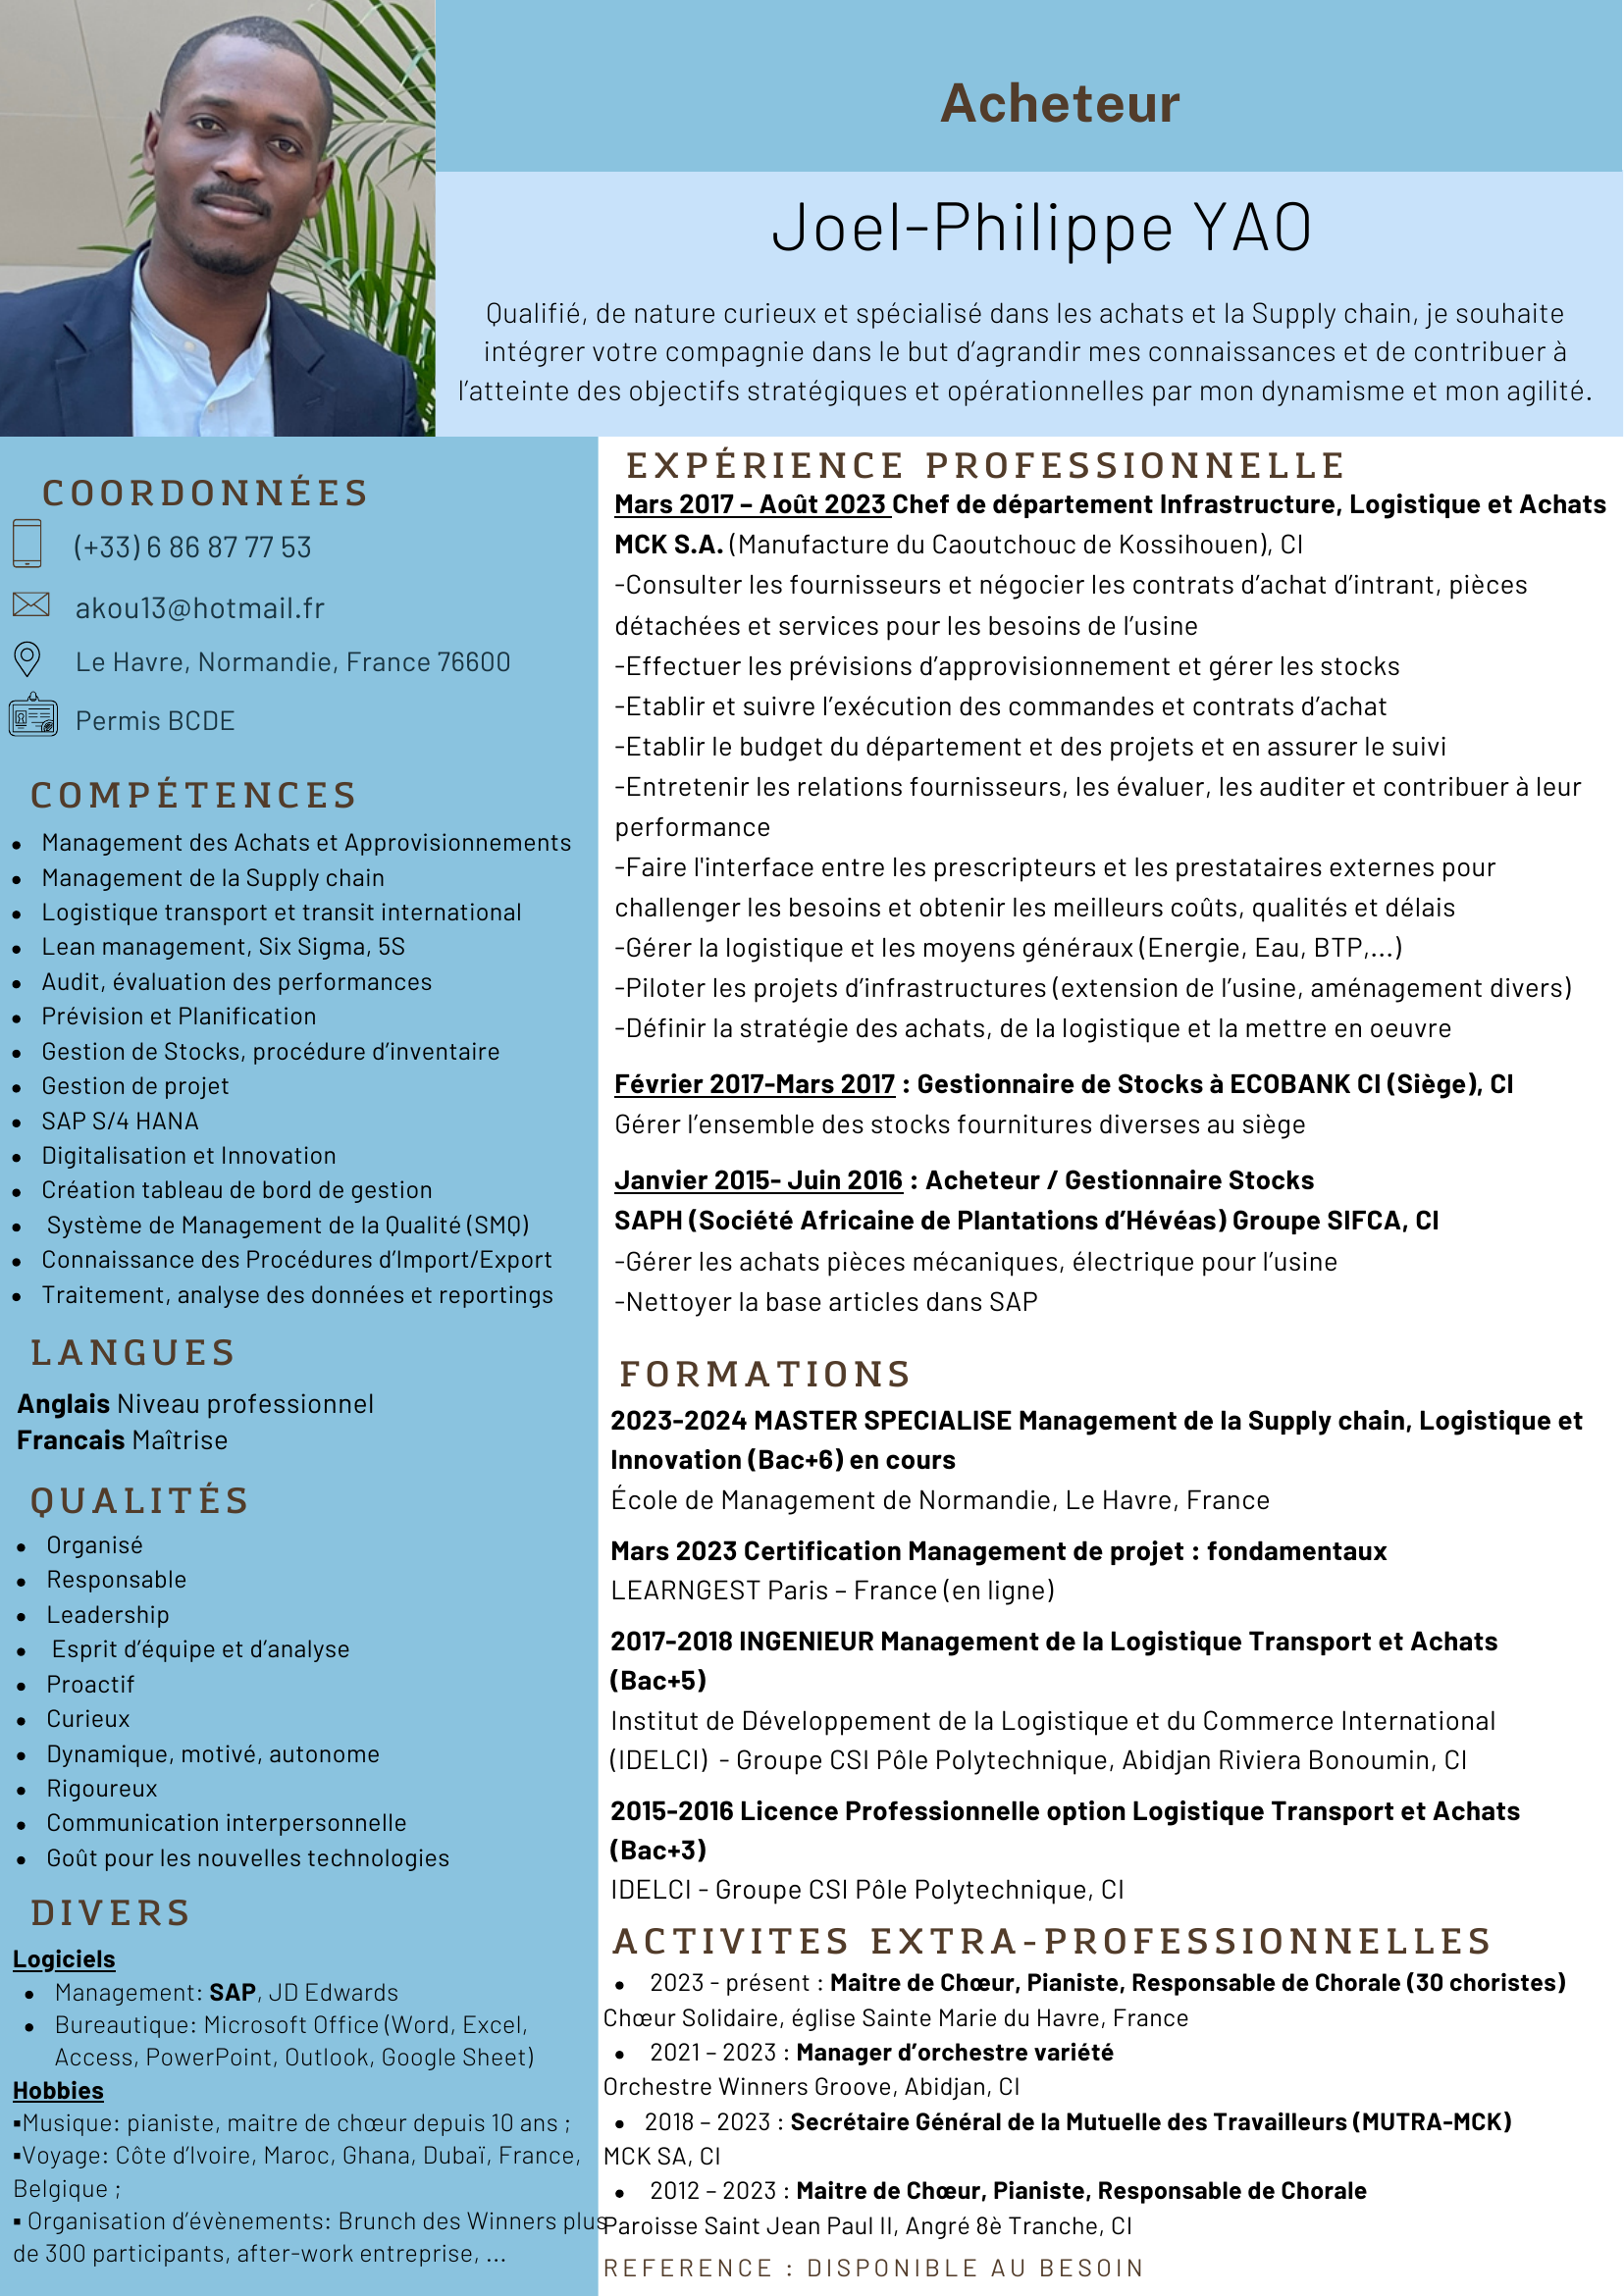 Acheteur
Joel-Philippe YAO
Qualifié, de nature curieux et spécialisé dans les achats et la Supply chain, je souhaite
intégrer votre compagnie dans le but d’agrandir mes connaissances et de contribuer à
l’atteinte des objectifs stratégiques et opérationnelles par mon dynamisme et mon agilité.
COORDONNÉES
(+33) 6 86 87 77 53
akou13@hotmail.fr
Le Havre, Normandie, France 76600
Permis BCDE
COMPÉTENCES
• Management des Achats et Approvisionnements
• Management de la Supply chain
• Logistique transport et transit international
• Lean management, Six Sigma, 5S
• Audit, évaluation des performances
• Prévision et Planification
• Gestion de Stocks, procédure d’inventaire
• Gestion de projet
• SAP S/4 HANA
• Digitalisation et Innovation
• Création tableau de bord de gestion
• Système de Management de la Qualité (SMQ)
• Connaissance des Procédures d’Import/Export
• Traitement, analyse des données et reportings
LANGUES
Anglais Niveau professionnel
Francais Maîtrise
QUALITÉS
• Organisé
• Responsable
• Leadership
• Esprit d’équipe et d’analyse
• Proactif
• Curieux
• Dynamique, motivé, autonome
• Rigoureux
• Communication interpersonnelle
• Goût pour les nouvelles technologies
DIVERS
Logiciels
• Management: SAP, JD Edwards
• Bureautique: Microsoft Office (Word, Excel,
Access, PowerPoint, Outlook, Google Sheet)
Hobbies
▪Musique: pianiste, maitre de chœur depuis 10 ans ;
▪Voyage: Côte d’Ivoire, Maroc, Ghana, Dubaï, France,
Belgique ;
▪ Organisation d’évènements: Brunch des Winners plus
de 300 participants, after-work entreprise, ...
EXPÉRIENCE PROFESSIONNELLE
Mars 2017 – Août 2023 Chef de département Infrastructure, Logistique et Achats
MCK S.A. (Manufacture du Caoutchouc de Kossihouen), CI
-Consulter les fournisseurs et négocier les contrats d’achat d’intrant, pièces
détachées et services pour les besoins de l’usine
-Effectuer les prévisions d’approvisionnement et gérer les stocks
-Etablir et suivre l’exécution des commandes et contrats d’achat
-Etablir le budget du département et des projets et en assurer le suivi
-Entretenir les relations fournisseurs, les évaluer, les auditer et contribuer à leur
performance
-Faire l'interface entre les prescripteurs et les prestataires externes pour
challenger les besoins et obtenir les meilleurs coûts, qualités et délais
-Gérer la logistique et les moyens généraux (Energie, Eau, BTP,...)
-Piloter les projets d’infrastructures (extension de l’usine, aménagement divers)
-Définir la stratégie des achats, de la logistique et la mettre en oeuvre
Février 2017-Mars 2017 : Gestionnaire de Stocks à ECOBANK CI (Siège), CI
Gérer l’ensemble des stocks fournitures diverses au siège
Janvier 2015- Juin 2016 : Acheteur / Gestionnaire Stocks
SAPH (Société Africaine de Plantations d’Hévéas) Groupe SIFCA, CI
-Gérer les achats pièces mécaniques, électrique pour l’usine
-Nettoyer la base articles dans SAP
FORMATIONS
2023-2024 MASTER SPECIALISE Management de la Supply chain, Logistique et
Innovation (Bac+6) en cours
École de Management de Normandie, Le Havre, France
Mars 2023 Certification Management de projet : fondamentaux
LEARNGEST Paris – France (en ligne)
2017-2018 INGENIEUR Management de la Logistique Transport et Achats
(Bac+5)
Institut de Développement de la Logistique et du Commerce International
(IDELCI) - Groupe CSI Pôle Polytechnique, Abidjan Riviera Bonoumin, CI
2015-2016 Licence Professionnelle option Logistique Transport et Achats
(Bac+3)
IDELCI - Groupe CSI Pôle Polytechnique, CI
ACTIVITES EXTRA-PROFESSIONNELLES
• 2023 - présent : Maitre de Chœur, Pianiste, Responsable de Chorale (30 choristes)
Chœur Solidaire, église Sainte Marie du Havre, France
• 2021 – 2023 : Manager d’orchestre variété
Orchestre Winners Groove, Abidjan, CI
• 2018 – 2023 : Secrétaire Général de la Mutuelle des Travailleurs (MUTRA-MCK)
MCK SA, CI
• 2012 – 2023 : Maitre de Chœur, Pianiste, Responsable de Chorale
Paroisse Saint Jean Paul II, Angré 8è Tranche, CI
REFERENCE : DISPONIBLE AU BESOIN